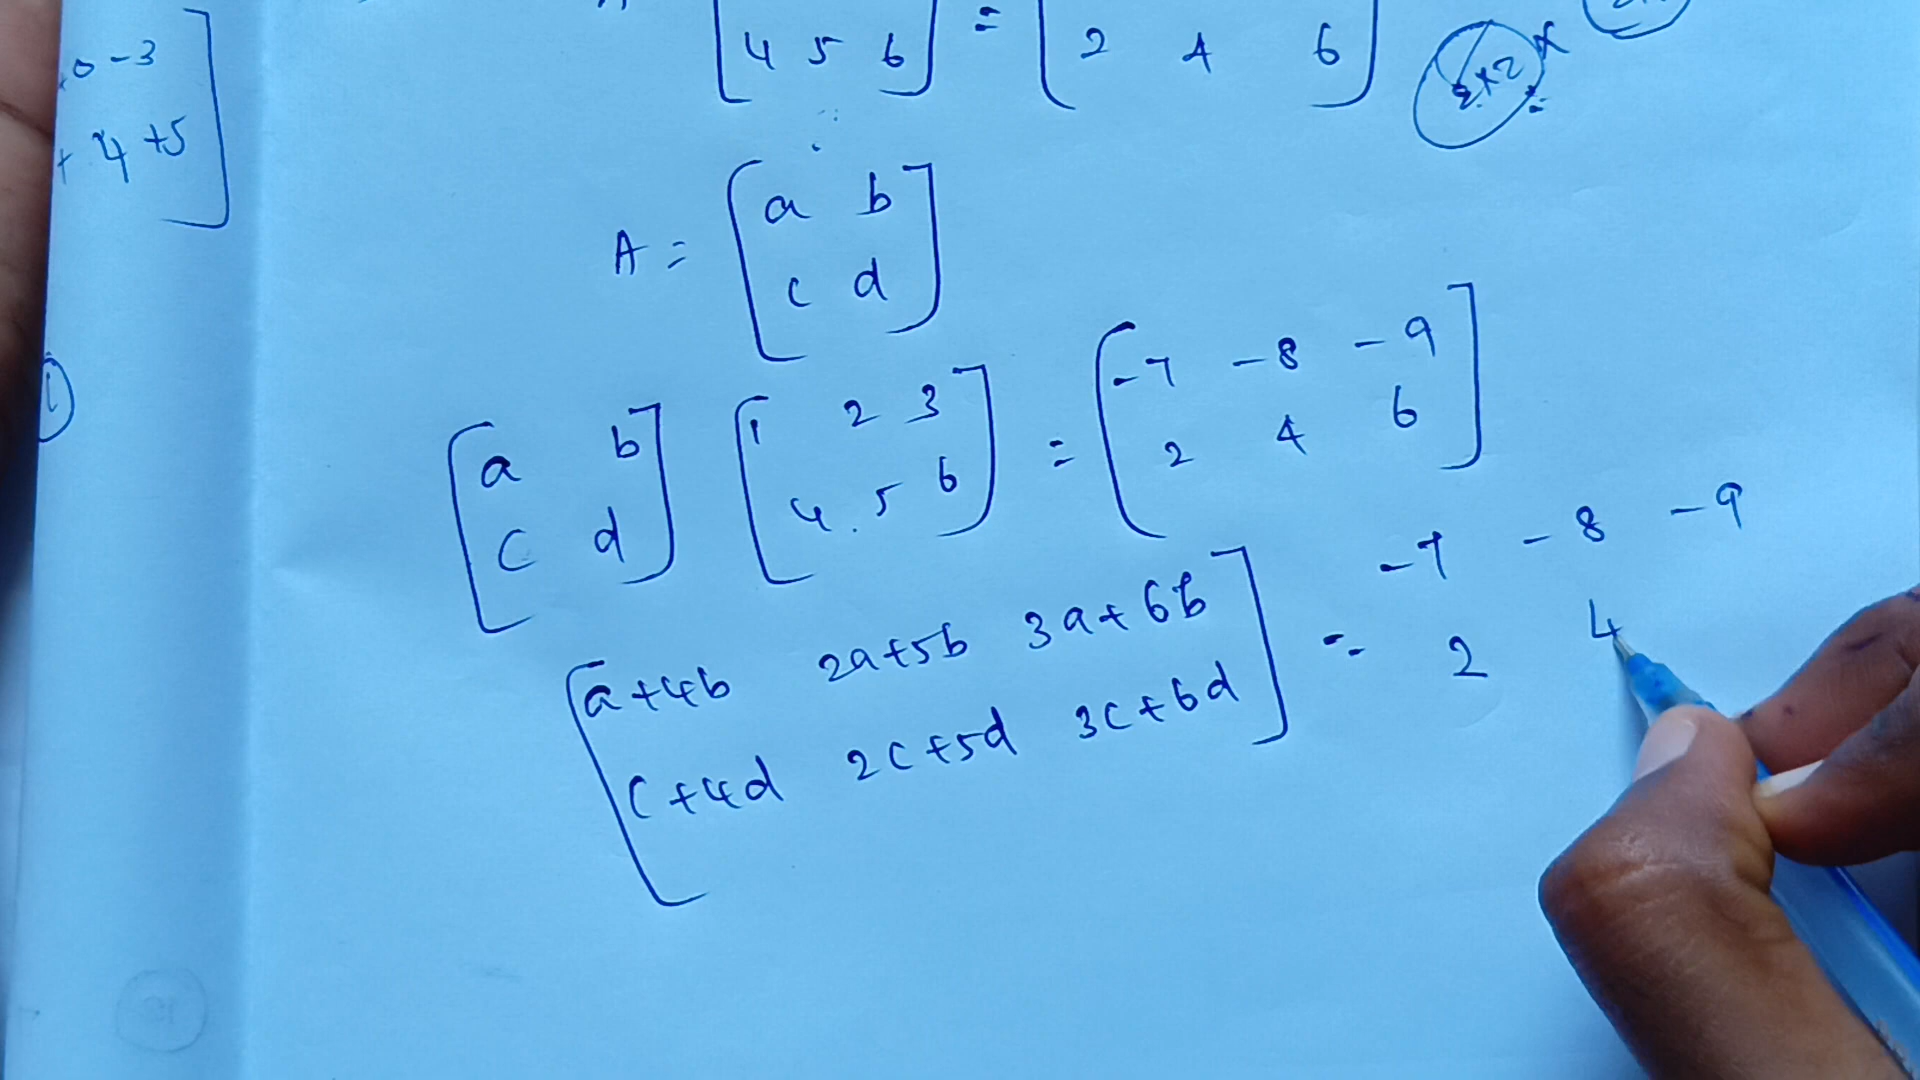 0 - 3
+ 4 + 5
4 5 6 ] = [ 2 4 6 ]
2 x 2 x
A = [ a b
c d ]
[ a b ] [ 1 2 3 ] = [ -7 -8 -9 ]
[ c d ] [ 4 5 6 ] [ 2 4 6 ]
[ a + 4b 2a + 5b 3a + 6b ] = -7 -8 -9
[ c + 4d 2c + 5d 3c + 6d ] 2 4